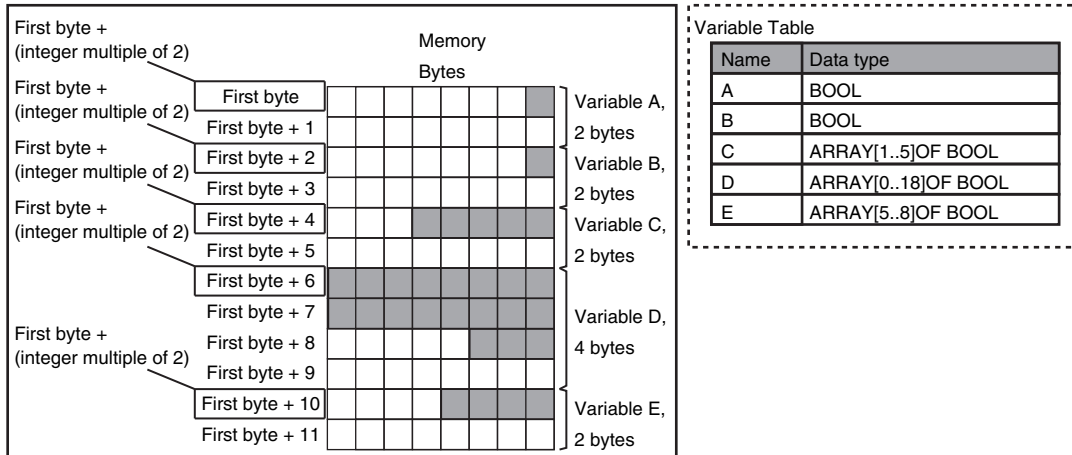 First byte +
(integer multiple of 2)
First byte +
(integer multiple of 2)
First byte +
(integer multiple of 2)
First byte +
(integer multiple of 2)
First byte +
(integer multiple of 2)
Memory
Bytes
First byte
First byte + 1
First byte + 2
First byte + 3
First byte + 4
First byte + 5
First byte + 6
First byte + 7
First byte + 8
First byte + 9
First byte + 10
First byte + 11
Variable A,
2 bytes
Variable B,
2 bytes
Variable C,
2 bytes
Variable D,
4 bytes
Variable E,
2 bytes
Variable Table
Name Data type
A BOOL
B BOOL
C ARRAY[1..5]OF BOOL
D ARRAY[0..18]OF BOOL
E ARRAY[5..8]OF BOOL